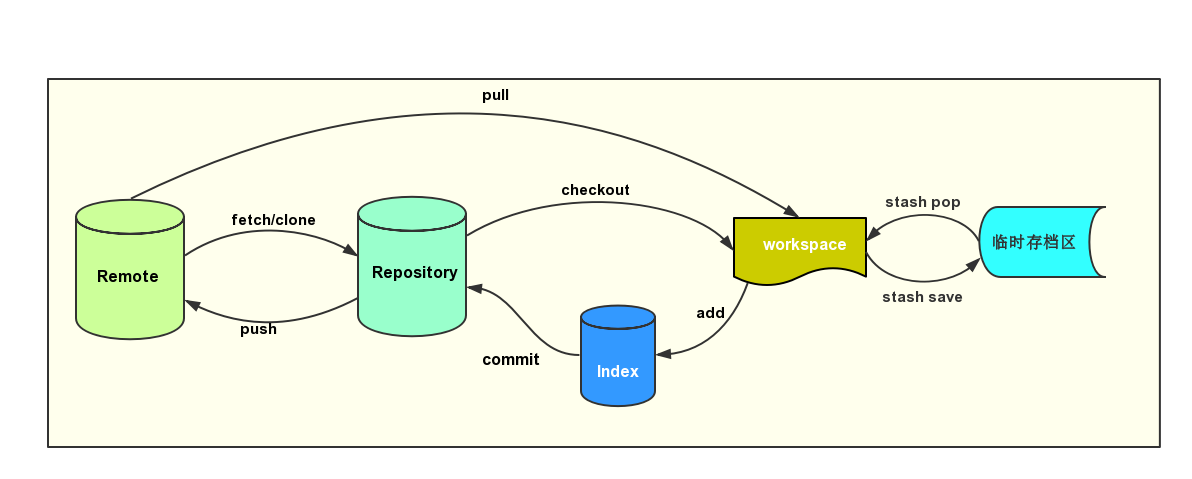 pull
checkout
fetch/clone
stash pop
workspace
临时存档区
Remote
Repository
stash save
add
push
commit
Index